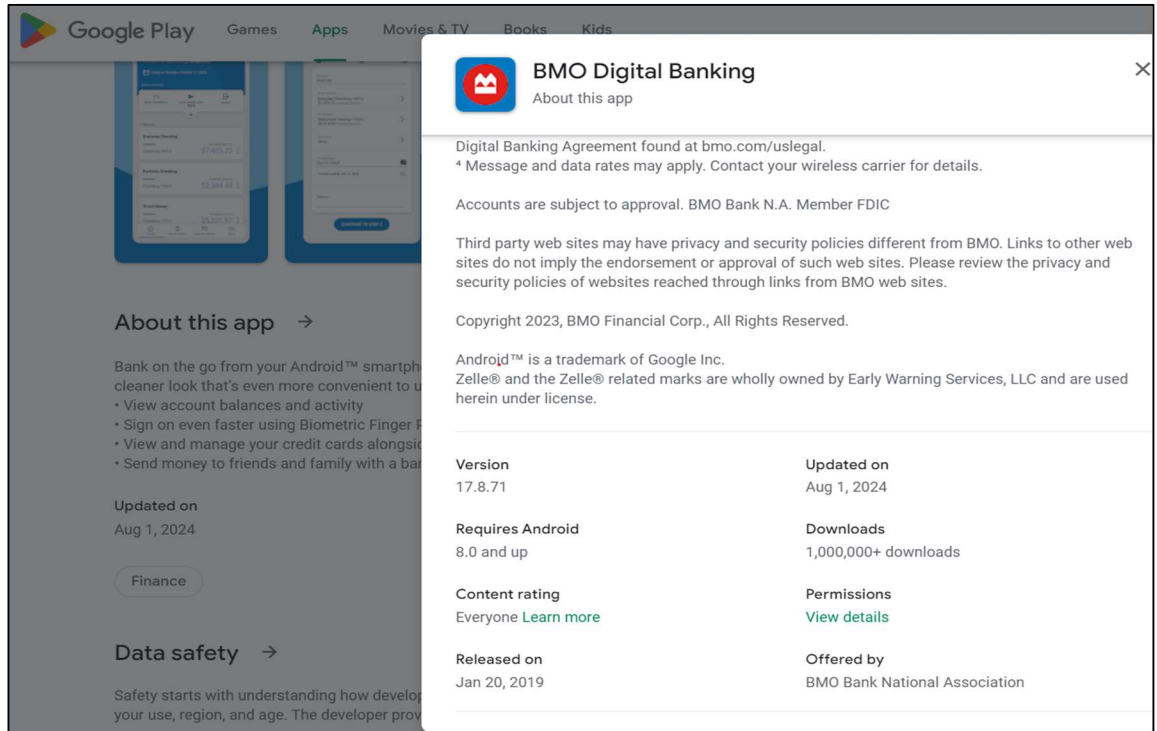 Google Play Games Apps Movies & TV Books Kids
BMO Digital Banking
About this app
Digital Banking Agreement found at bmo.com/uslegal.
⁴ Message and data rates may apply. Contact your wireless carrier for details.
Accounts are subject to approval. BMO Bank N.A. Member FDIC
Third party web sites may have privacy and security policies different from BMO. Links to other web
sites do not imply the endorsement or approval of such web sites. Please review the privacy and
security policies of websites reached through links from BMO web sites.
Copyright 2023, BMO Financial Corp., All Rights Reserved.
Android™ is a trademark of Google Inc.
Zelle® and the Zelle® related marks are wholly owned by Early Warning Services, LLC and are used
herein under license.
Version
17.8.71
Updated on
Aug 1, 2024
Requires Android
8.0 and up
Downloads
1,000,000+ downloads
Content rating
Everyone Learn more
Permissions
View details
Released on
Jan 20, 2019
Offered by
BMO Bank National Association
About this app
Bank on the go from your Android™ smartph
cleaner look that's even more convenient to u
• View account balances and activity
• Sign on even faster using Biometric Finger
• View and manage your credit cards alongsid
• Send money to friends and family with a ban
Updated on
Aug 1, 2024
Finance
Data safety
Safety starts with understanding how develop
your use, region, and age. The developer prov